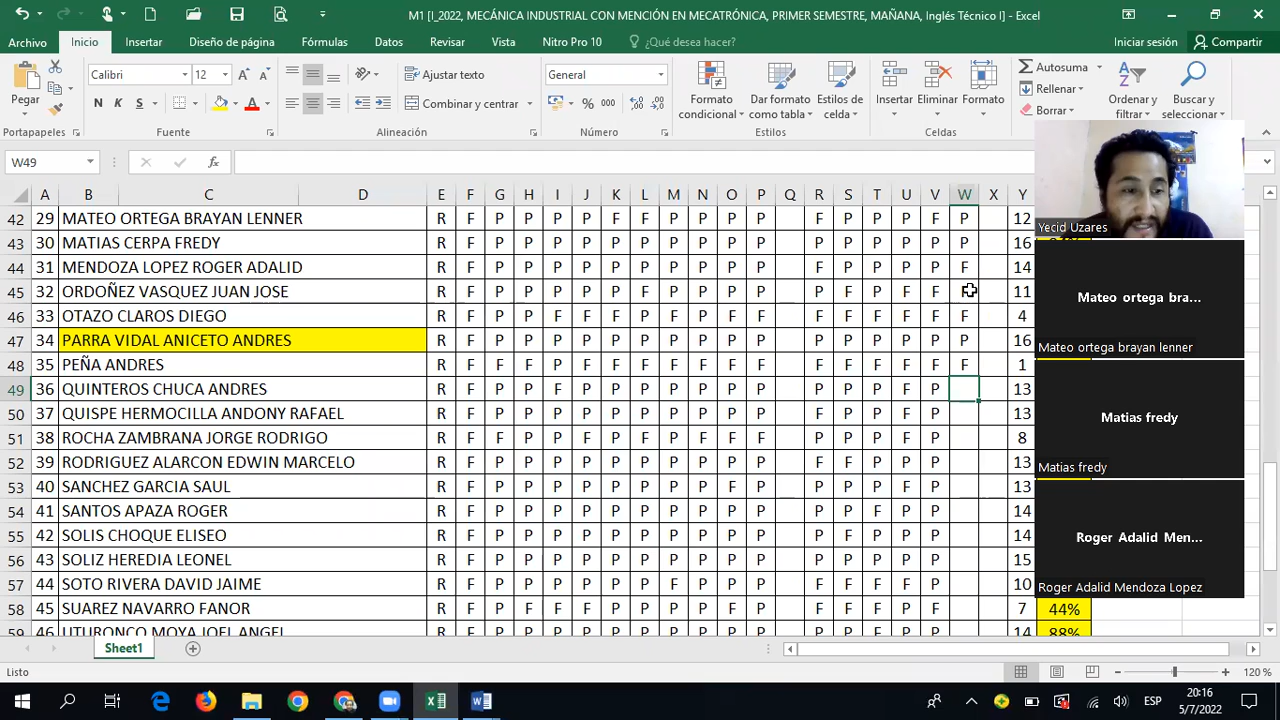 M1 [I_2022, MECÁNICA INDUSTRIAL CON MENCIÓN EN MECATRÓNICA, PRIMER SEMESTRE, MAÑANA, Inglés Técnico I] - Excel
Archivo Inicio Insertar Diseño de página Fórmulas Datos Revisar Vista Nitro Pro 10 ¿Qué desea hacer? Iniciar sesión Compartir
Calibri 12 Ajustar texto General Autosuma
Pegar N K S Combinar y centrar % 000 Formato condicional Dar formato como tabla Estilos de celda Insertar Eliminar Formato Rellenar Borrar Ordenar y filtrar Buscar y seleccionar
Portapapeles Fuente Alineación Número Estilos Celdas
W49 fx
A B C D E F G H I J K L M N O P Q R S T U V W X Y
42 29 MATEO ORTEGA BRAYAN LENNER R F P P P F F P P P P F P P P F P 12
43 30 MATIAS CERPA FREDY R F P P P P P P P P P P P P P P P 16
44 31 MENDOZA LOPEZ ROGER ADALID R F P P P P P P P P P F P P P P F 14
45 32 ORDOÑEZ VASQUEZ JUAN JOSE R F P P P P P P P P P P F P F F 11
46 33 OTAZO CLAROS DIEGO R F P P P F P F F F F F F F F F F 4
47 34 PARRA VIDAL ANICETO ANDRES R F P P P P P P P P P P P P P P P 16
48 35 PEÑA ANDRES R F F F P F F F F F F F F F F F F 1
49 36 QUINTEROS CHUCA ANDRES R F P P F P P P P P P P P P F P 13
50 37 QUISPE HERMOCILLA ANDONY RAFAEL R F P P P P P P P P P P F P P P 13
51 38 ROCHA ZAMBRANA JORGE RODRIGO R F P P P F P F P F F P P F F P 8
52 39 RODRIGUEZ ALARCON EDWIN MARCELO R F P P P P P P P P P F F P P P 13
53 40 SANCHEZ GARCIA SAUL R F P P P P P P P P F P P P F P 13
54 41 SANTOS APAZA ROGER R F P P P P P P P P P P P P P P 14
55 42 SOLIS CHOQUE ELISEO R F P P P P P P P P P P P P P P 14
56 43 SOLIZ HEREDIA LEONEL R F P P P P P P P P P P P P P P 15
57 44 SOTO RIVERA DAVID JAIME R F P P P P P P F P P P F F F F 10
58 45 SUAREZ NAVARRO FANOR R F P F F F P P P P F P F F P F 7 44%
59 46 UTURONCO MOYA JOEL ANGEL 14 88%
Yecid Uzares
Mateo ortega bra...
Mateo ortega brayan lenner
Matias fredy
Matias fredy
Roger Adalid Men...
Roger Adalid Mendoza Lopez
Sheet1
Listo 120 %
ESP 20:16
5/7/2022